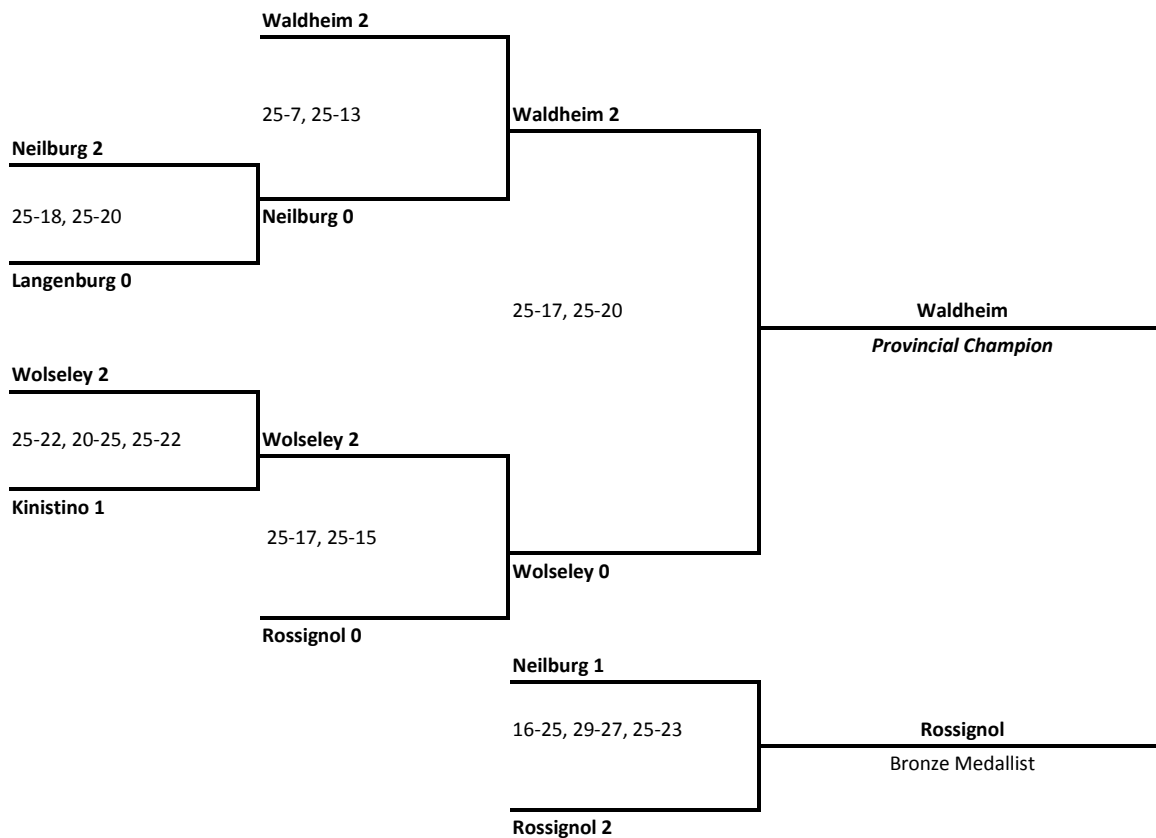 Waldheim 2
25-7, 25-13
Waldheim 2
Neilburg 2
25-18, 25-20
Neilburg 0
Langenburg 0
25-17, 25-20
Waldheim
Provincial Champion
Wolseley 2
25-22, 20-25, 25-22
Wolseley 2
Kinistino 1
25-17, 25-15
Wolseley 0
Rossignol 0
Neilburg 1
16-25, 29-27, 25-23
Rossignol
Bronze Medallist
Rossignol 2